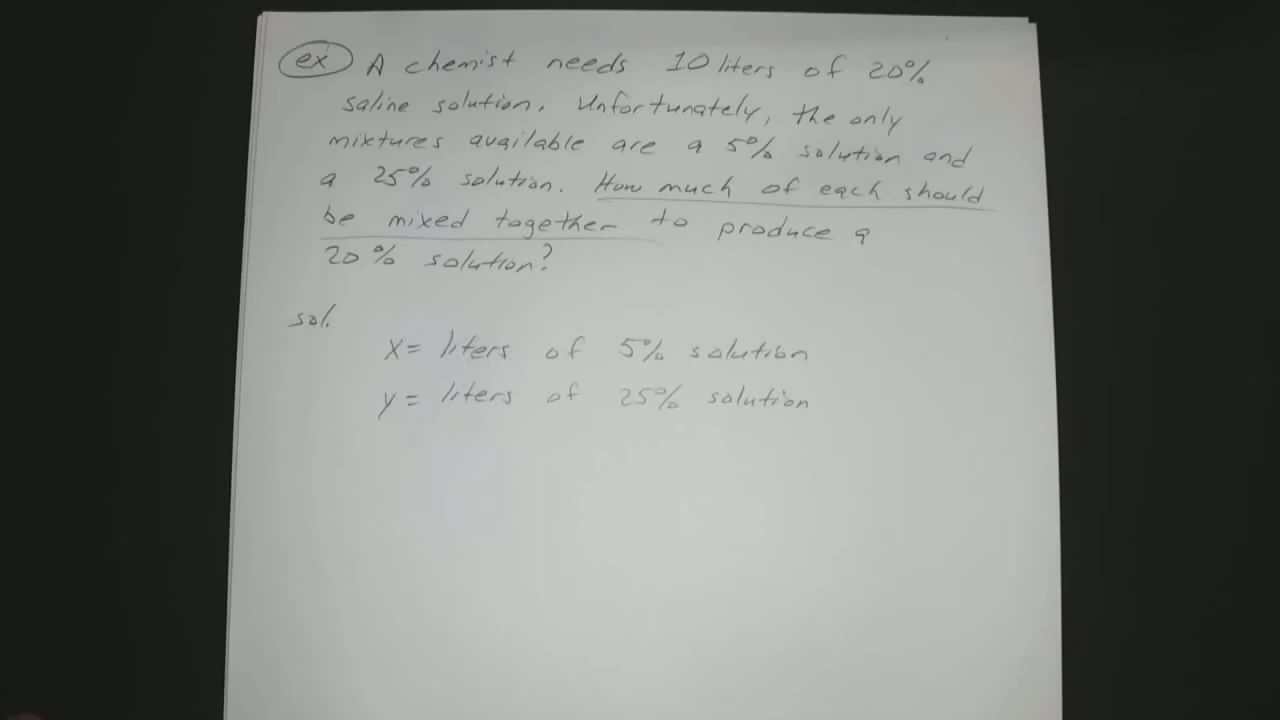 ex A chemist needs 10 liters of 20%
saline solution. Unfortunately, the only
mixtures available are a 5% solution and
a 25% solution. How much of each should
be mixed together to produce a
20% solution?
sol.
x= liters of 5% solution
y= liters of 25% solution